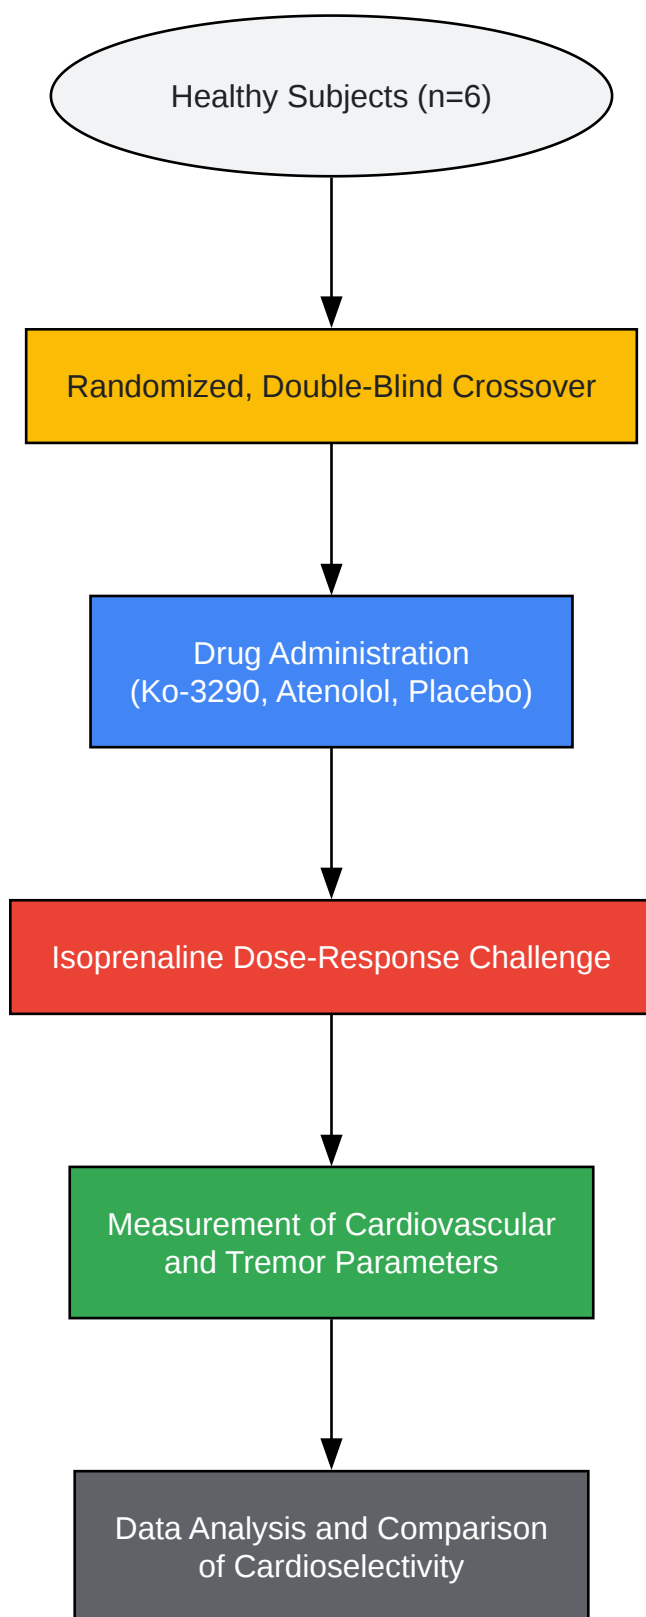 Healthy Subjects (n=6)
Randomized, Double-Blind Crossover
Drug Administration
(Ko-3290, Atenolol, Placebo)
Isoprenaline Dose-Response Challenge
Measurement of Cardiovascular
and Tremor Parameters
Data Analysis and Comparison
of Cardioselectivity